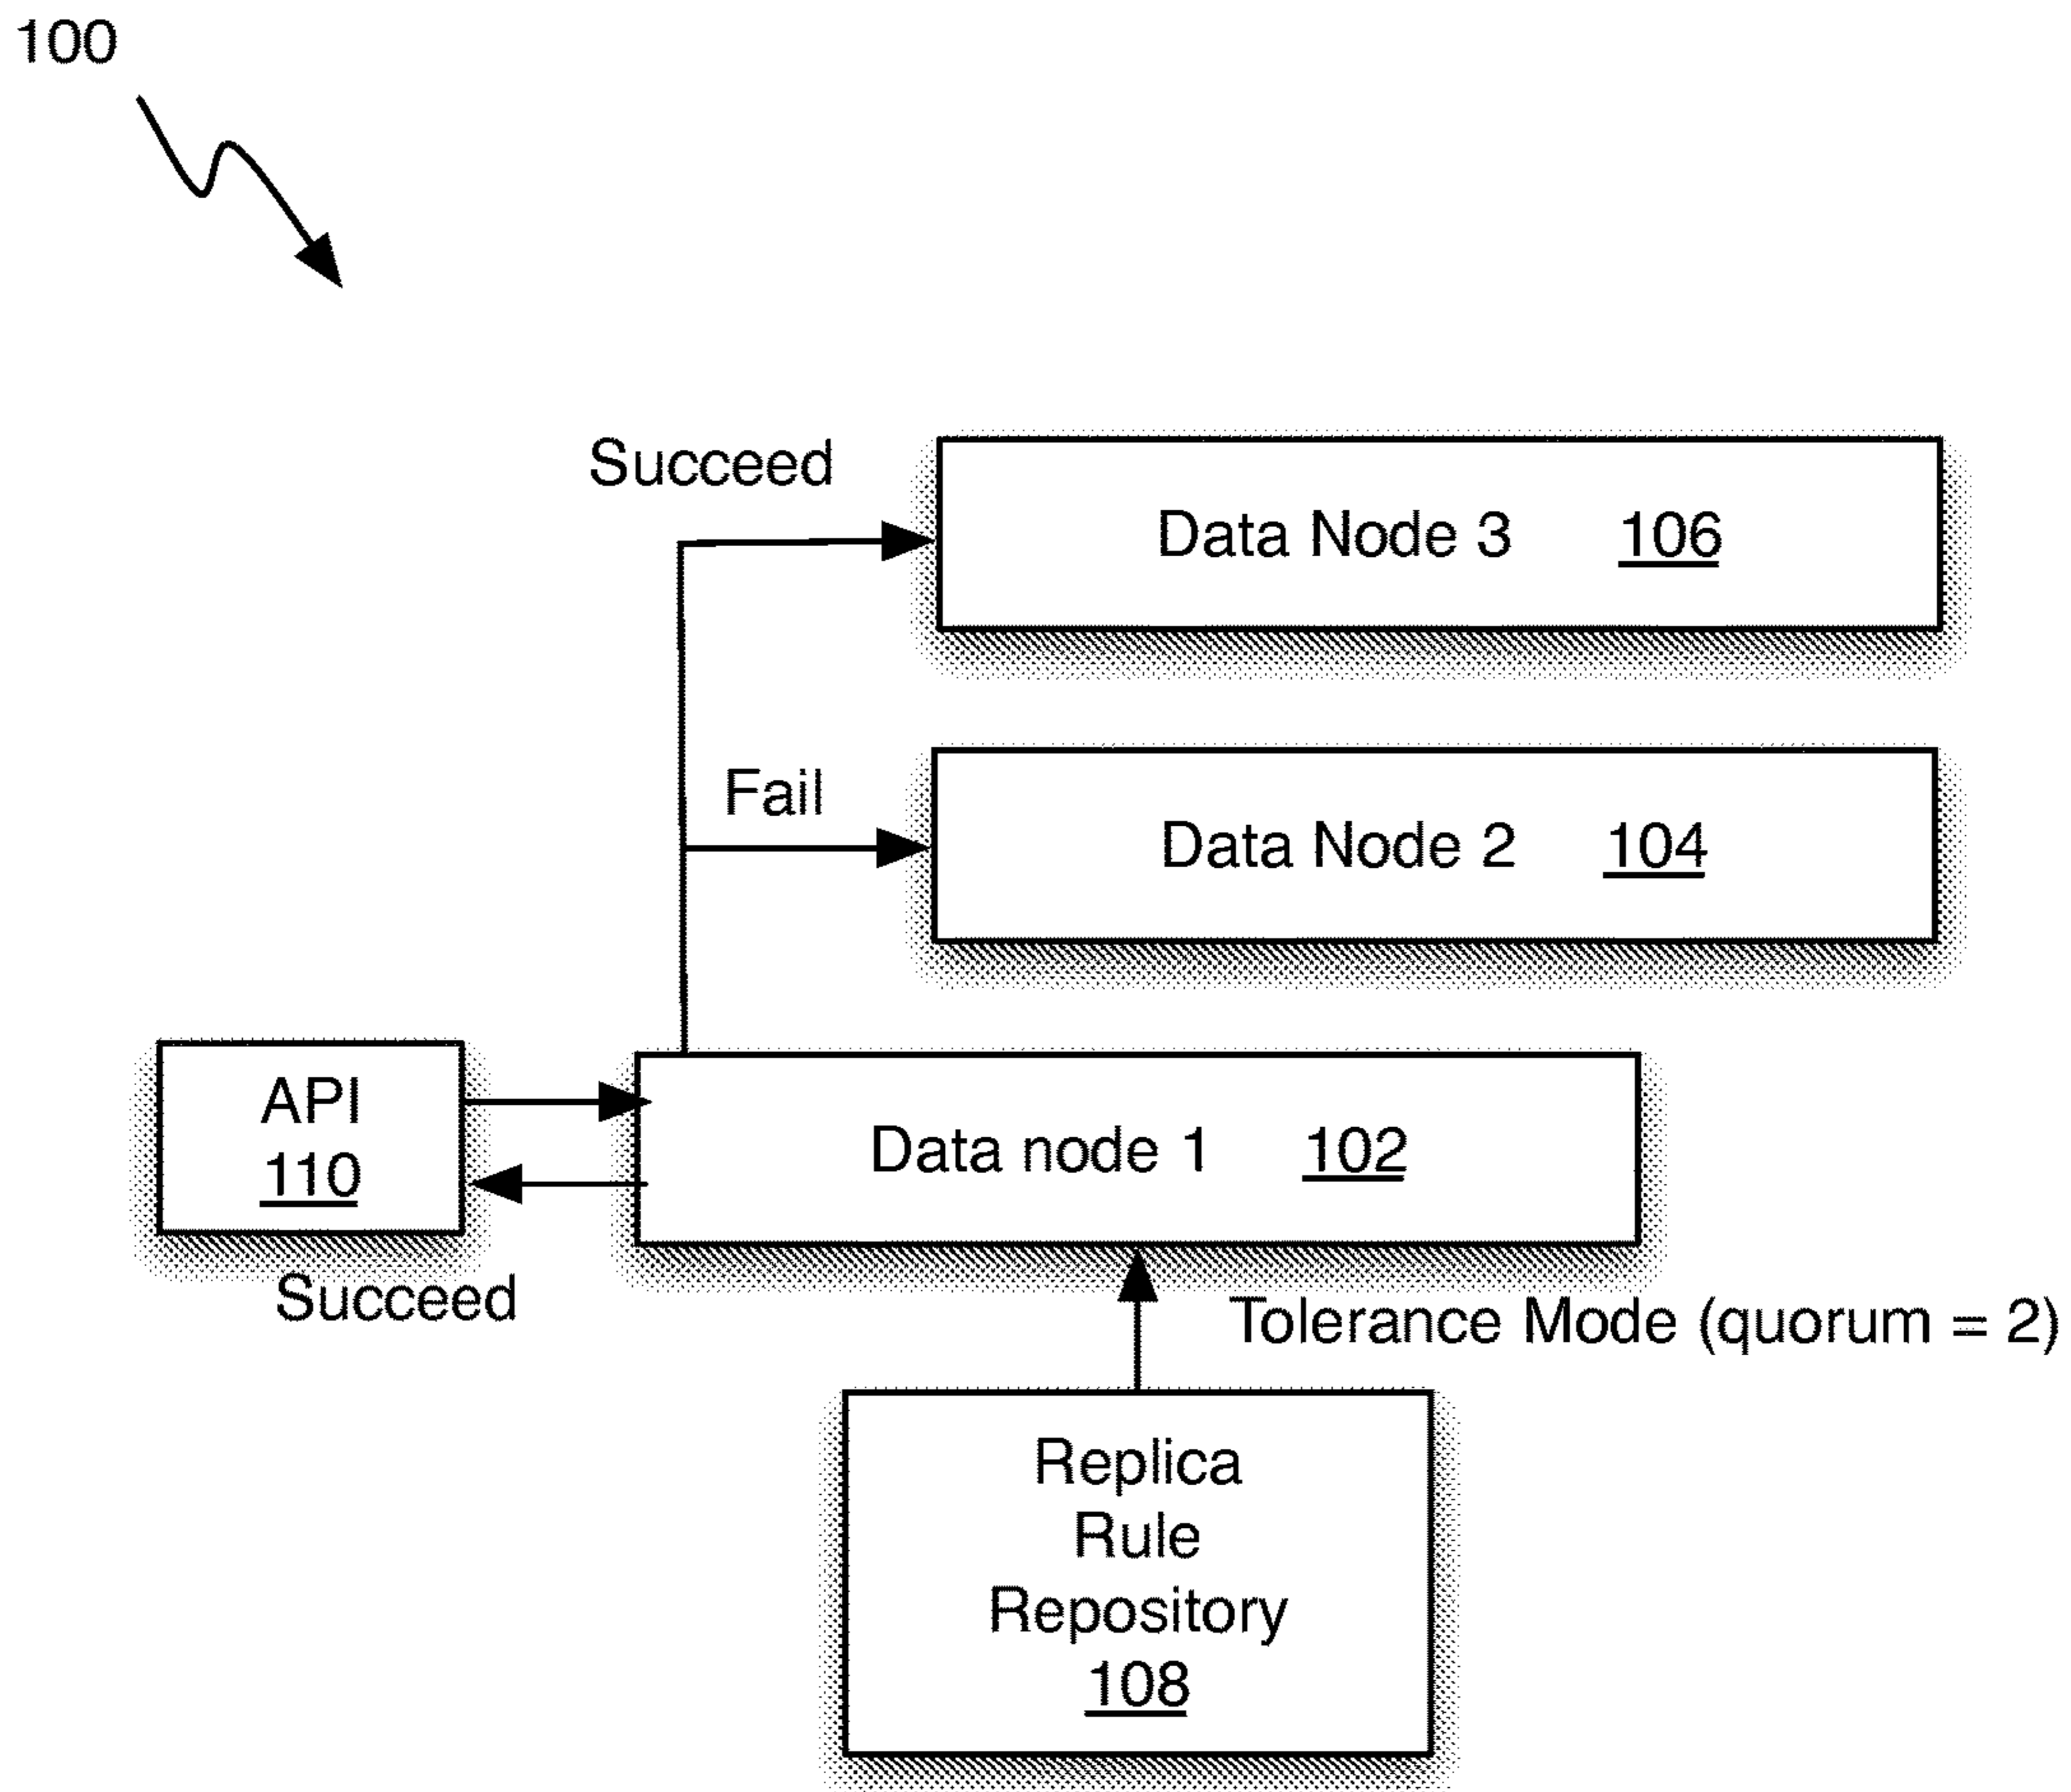 100
Succeed
Data Node 3 106
Fail
Data Node 2 104
API
110
Data node 1 102
Succeed
Tolerance Mode (quorum = 2)
Replica
Rule
Repository
108